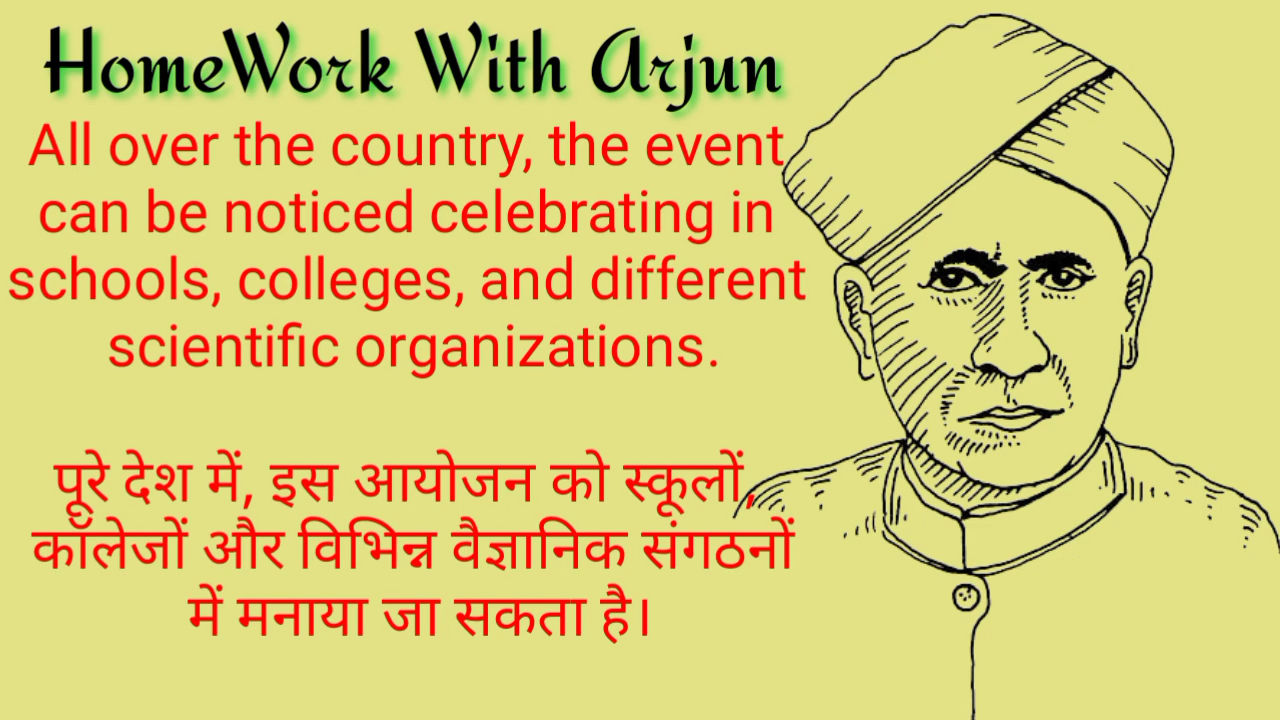 HomeWork With Arjun
All over the country, the event
can be noticed celebrating in
schools, colleges, and different
scientific organizations.
पूरे देश में, इस आयोजन को स्कूलों,
कॉलेजों और विभिन्न वैज्ञानिक संगठनों
में मनाया जा सकता है।